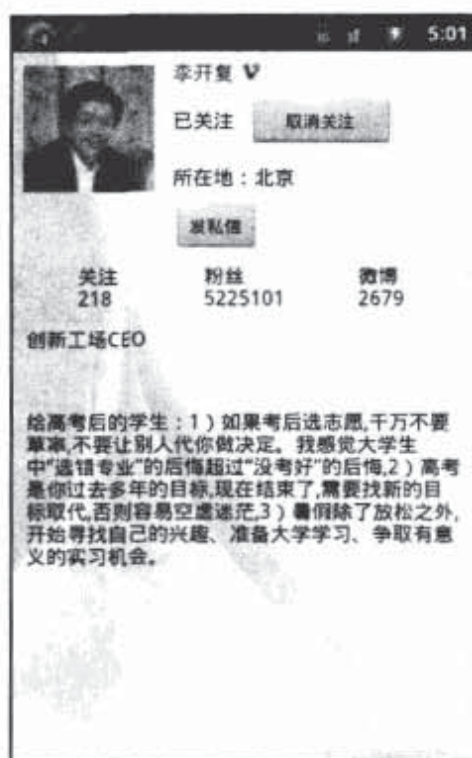 5:01
李开复 V
已关注 取消关注
所在地：北京
发私信
关注 粉丝 微博
218 5225101 2679
创新工场CEO
给高考后的学生：1）如果考后选志愿,千万不要
草率,不要让别人代你做决定。我感觉大学生
中"选错专业"的后悔超过"没考好"的后悔,2）高考
是你过去多年的目标,现在结束了,需要找新的目
标取代,否则容易空虚迷茫,3）暑假除了放松之外,
开始寻找自己的兴趣、准备大学学习、争取有意
义的实习机会。